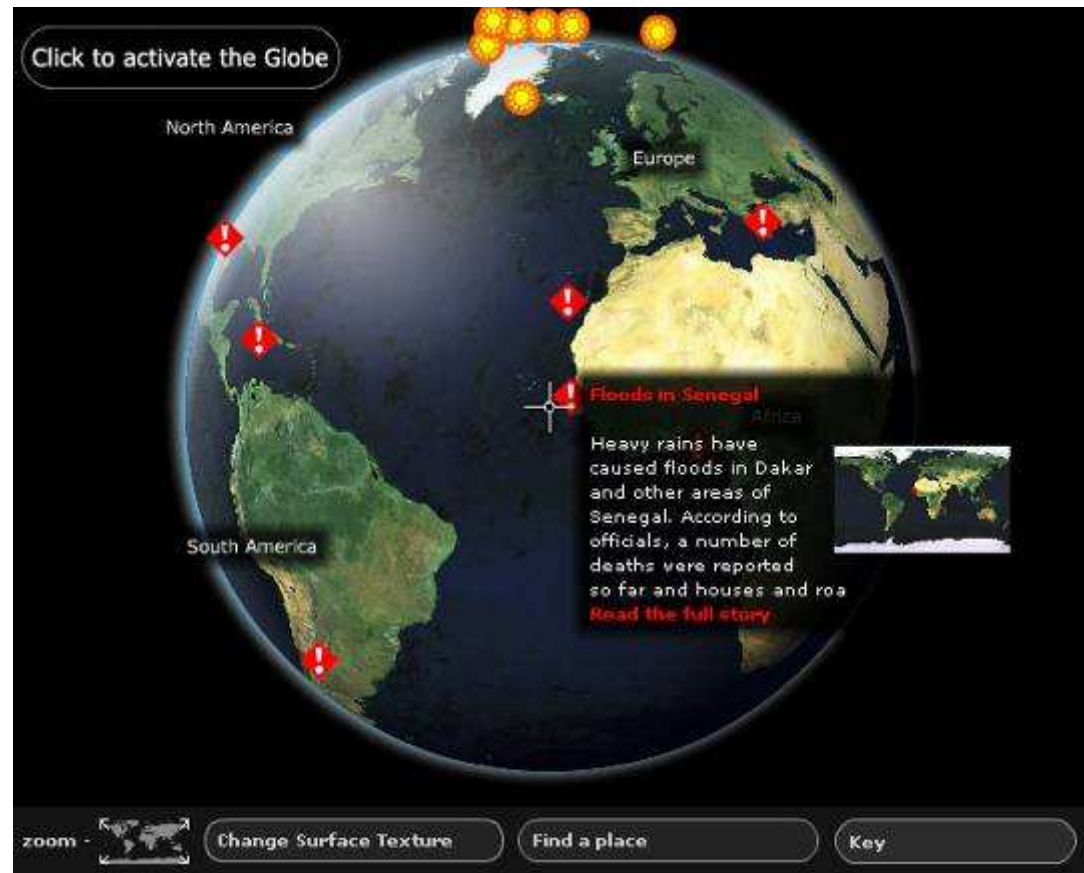 Click to activate the Globe
North America
Europe
Floods in Senegal
Africa
Heavy rains have
caused floods in Dakar
and other areas of
Senegal. According to
officials, a number of
deaths were reported
so far and houses and roa
Read the full story
South America
zoom -
Change Surface Texture
Find a place
Key